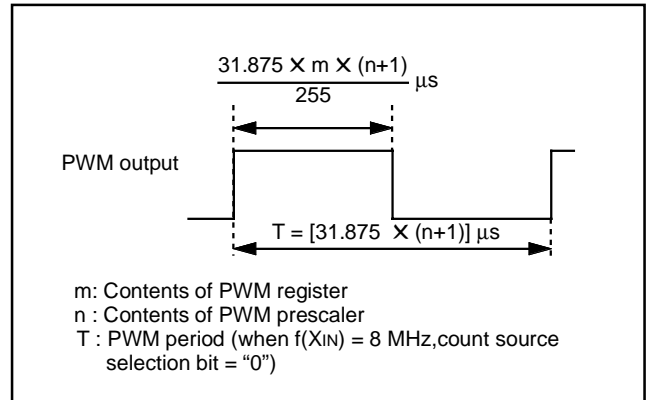 31.875 X m X (n+1)
255
μs
PWM output
T = [31.875 X (n+1)] μs
m: Contents of PWM register
n : Contents of PWM prescaler
T : PWM period (when f(XIN) = 8 MHz,count source
selection bit = “0”)